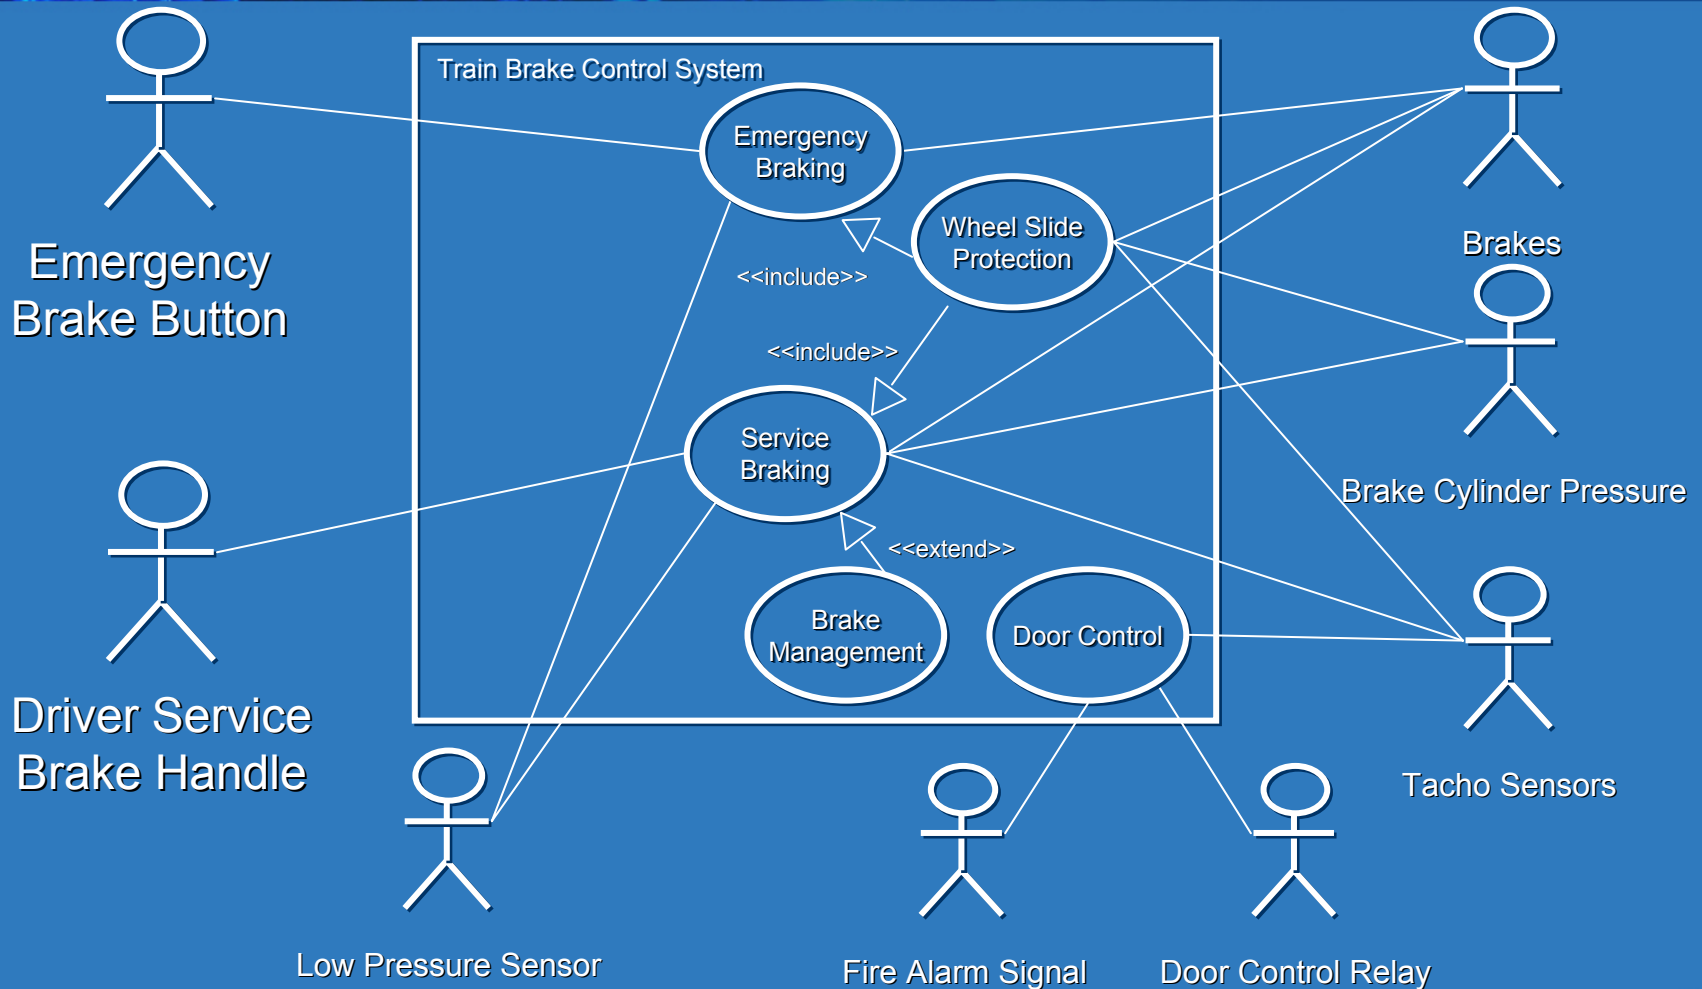 Train Brake Control System
Emergency
Braking
Wheel Slide
Protection
<<include>>
<<include>>
Service
Braking
<<extend>>
Brake
Management
Door Control
Emergency
Brake Button
Driver Service
Brake Handle
Brakes
Brake Cylinder Pressure
Tacho Sensors
Low Pressure Sensor
Fire Alarm Signal
Door Control Relay